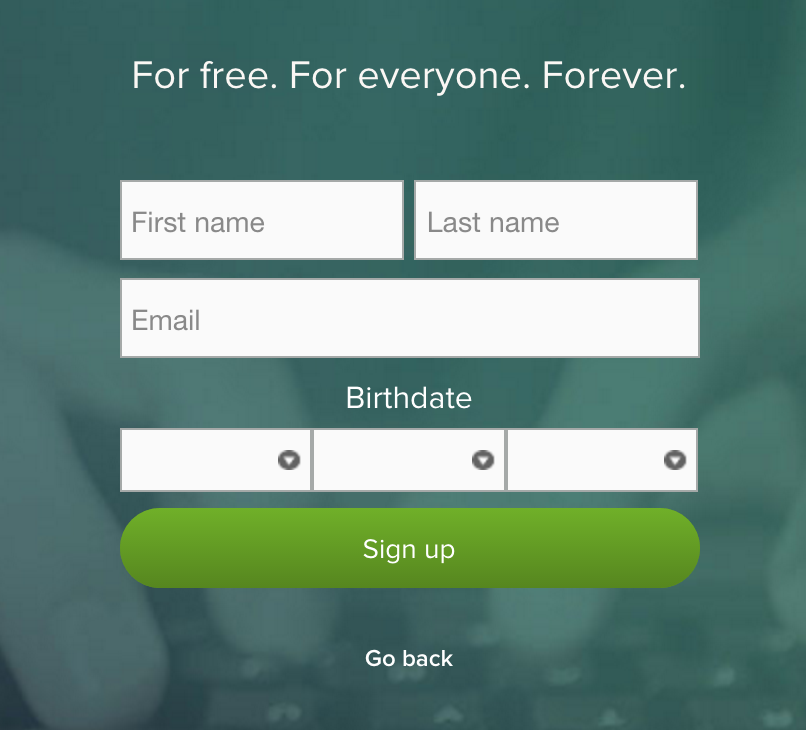 For free. For everyone. Forever.
First name
Last name
Email
Birthdate
Sign up
Go back